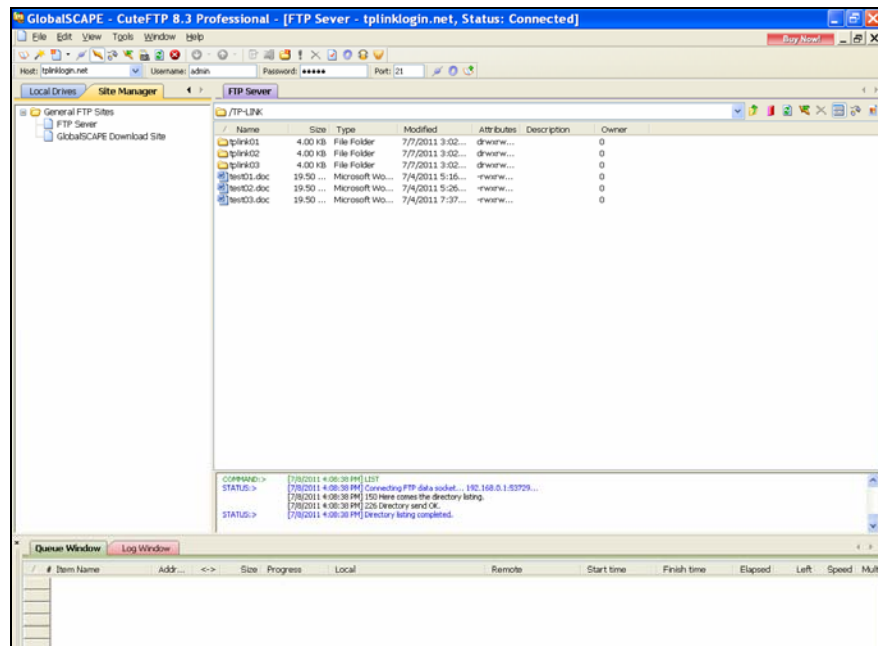 GlobalSCAPE - CuteFTP 8.3 Professional - [FTP Sever - tplinklogin.net, Status: Connected]
File Edit View Tools Window Help
Buy Now!
Host: tplinklogin.net Username: admin Password: ●●●●● Port: 21
Local Drives Site Manager FTP Sever
General FTP Sites
FTP Sever
GlobalSCAPE Download Site
/TP-LINK
/ Name Size Type Modified Attributes Description Owner
tplink01 4.00 KB File Folder 7/7/2011 3:02... drwxrw... 0
tplink02 4.00 KB File Folder 7/7/2011 3:02... drwxrw... 0
tplink03 4.00 KB File Folder 7/7/2011 3:02... drwxrw... 0
test01.doc 19.50 ... Microsoft Wo... 7/4/2011 5:16... -rwxrw... 0
test02.doc 19.50 ... Microsoft Wo... 7/4/2011 5:26... -rwxrw... 0
test03.doc 19.50 ... Microsoft Wo... 7/4/2011 7:37... -rwxrw... 0
COMMAND:> [7/8/2011 4:08:38 PM] LIST
STATUS:> [7/8/2011 4:08:38 PM] Connecting FTP data socket... 192.168.0.1:53729...
[7/8/2011 4:08:38 PM] 150 Here comes the directory listing.
[7/8/2011 4:08:38 PM] 226 Directory send OK.
STATUS:> [7/8/2011 4:08:38 PM] Directory listing completed.
Queue Window Log Window
/ # Item Name Addr... <-> Size Progress Local Remote Start time Finish time Elapsed Left Speed Mult